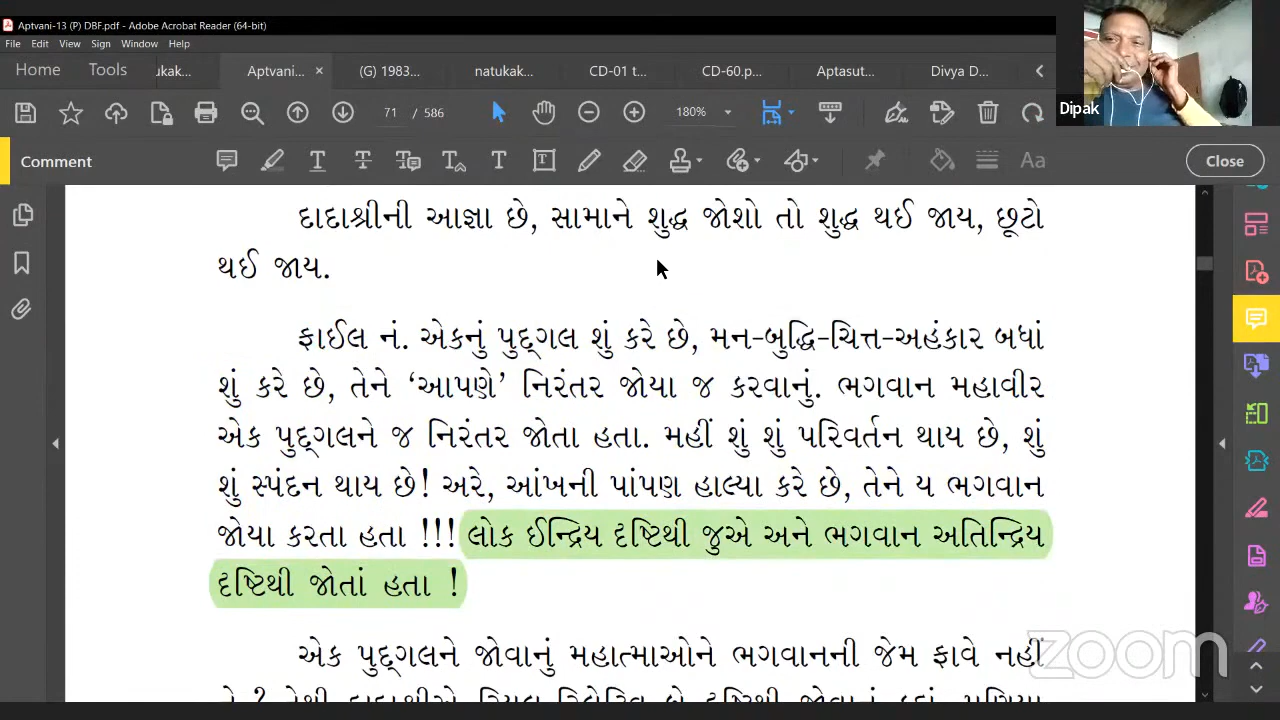 Aptvani-13 (P) DBF.pdf - Adobe Acrobat Reader (64-bit)
File Edit View Sign Window Help
Home Tools ukak... Aptvani... × (G) 1983... natukak... CD-01 t... CD-60.p... Aptasut... Divya D...
Dipak
71 / 586 180%
Comment Close
દાદાશ્રીની આજ્ઞા છે, સામાને શુદ્ધ જોશો તો શુદ્ધ થઈ જાય, છૂટો
થઈ જાય.
ફાઈલ નં. એકનું પુદ્ગલ શું કરે છે, મન-બુદ્ધિ-ચિત્ત-અહંકાર બધાં
શું કરે છે, તેને ‘આપણે’ નિરંતર જોયા જ કરવાનું. ભગવાન મહાવીર
એક પુદ્ગલને જ નિરંતર જોતા હતા. મહીં શું શું પરિવર્તન થાય છે, શું
શું સ્પંદન થાય છે! અરે, આંખની પાંપણ હાલ્યા કરે છે, તેને ય ભગવાન
જોયા કરતા હતા !!! લોક ઈન્દ્રિય દૃષ્ટિથી જુએ અને ભગવાન અતિન્દ્રિય
દૃષ્ટિથી જોતાં હતા !
એક પુદ્ગલને જોવાનું મહાત્માઓને ભગવાનની જેમ ફાવે નહીં
zoom